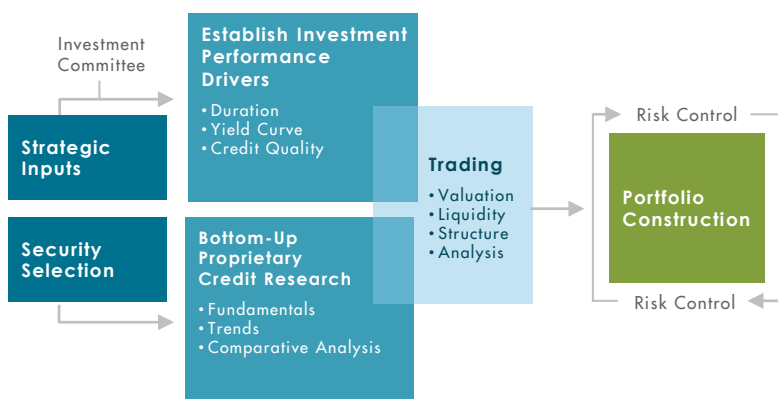 Investment
Committee
Strategic
Inputs
Establish Investment
Performance
Drivers
• Duration
• Yield Curve
• Credit Quality
Security
Selection
Bottom-Up
Proprietary
Credit Research
• Fundamentals
• Trends
• Comparative Analysis
Trading
• Valuation
• Liquidity
• Structure
• Analysis
Risk Control
Portfolio
Construction
Risk Control